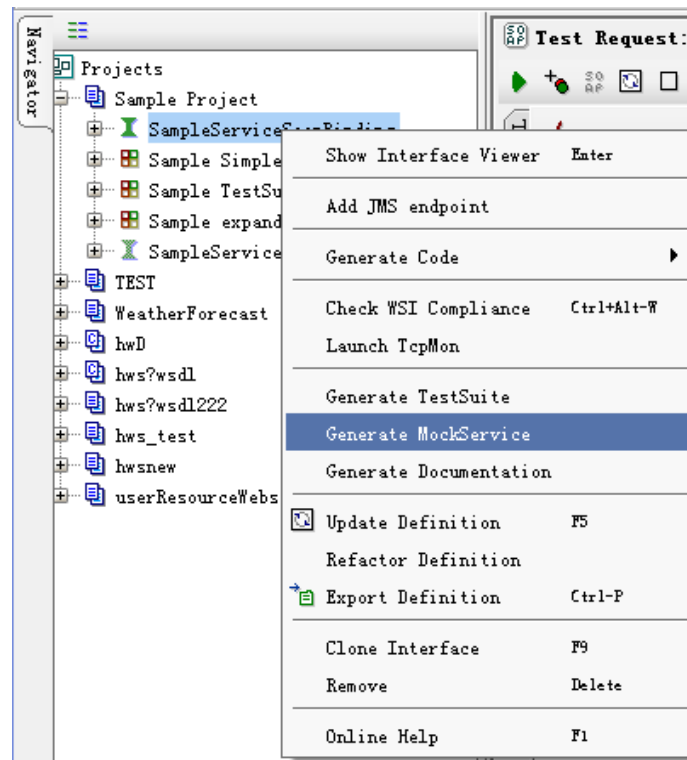 Navigator
Projects
Sample Project
SampleServiceSoapBinding
Sample Simple
Sample TestSu
Sample expand
SampleService
TEST
WeatherForecast
hwD
hws?wsdl
hws?wsdl222
hws_test
hwsnew
userResourceWebs
SOAP Test Request:
SOAP
Show Interface Viewer Enter
Add JMS endpoint
Generate Code
Check WSI Compliance Ctrl+Alt-W
Launch TcpMon
Generate TestSuite
Generate MockService
Generate Documentation
Update Definition F5
Refactor Definition
Export Definition Ctrl-P
Clone Interface F9
Remove Delete
Online Help F1